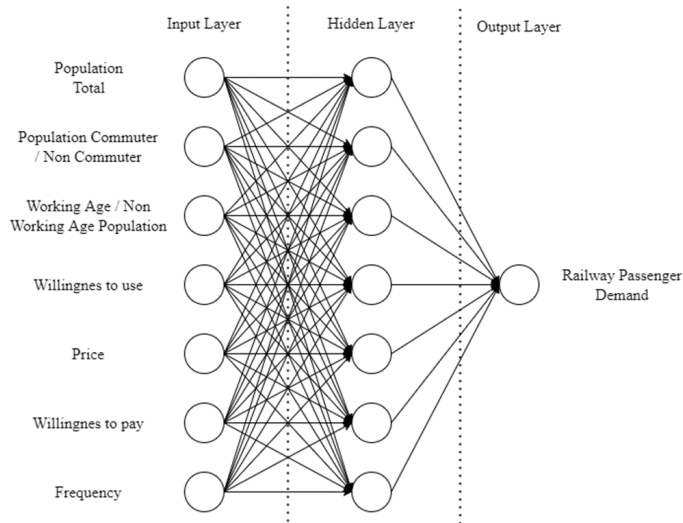 Input Layer
Hidden Layer
Output Layer
Population
Total
Population Commuter
/ Non Commuter
Working Age / Non
Working Age Population
Willingnes to use
Price
Willingnes to pay
Frequency
Railway Passenger
Demand